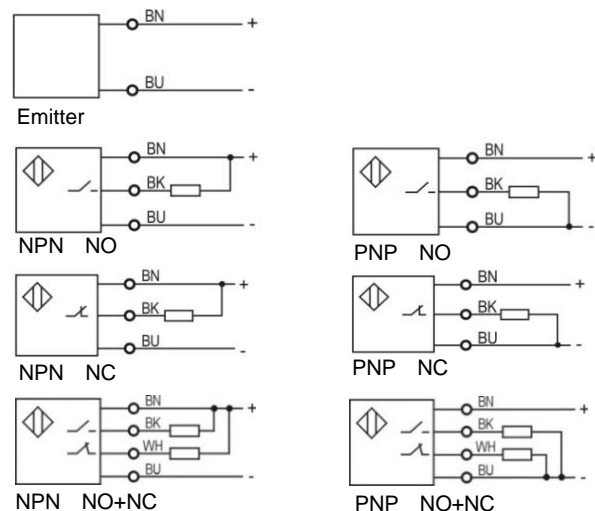 BN +
BU -
Emitter
BN +
BK
BU -
NPN NO
BN +
BK
BU -
PNP NO
BN +
BK
BU -
NPN NC
BN +
BK
BU -
PNP NC
BN +
BK
WH
BU -
NPN NO+NC
BN +
BK
WH
BU -
PNP NO+NC